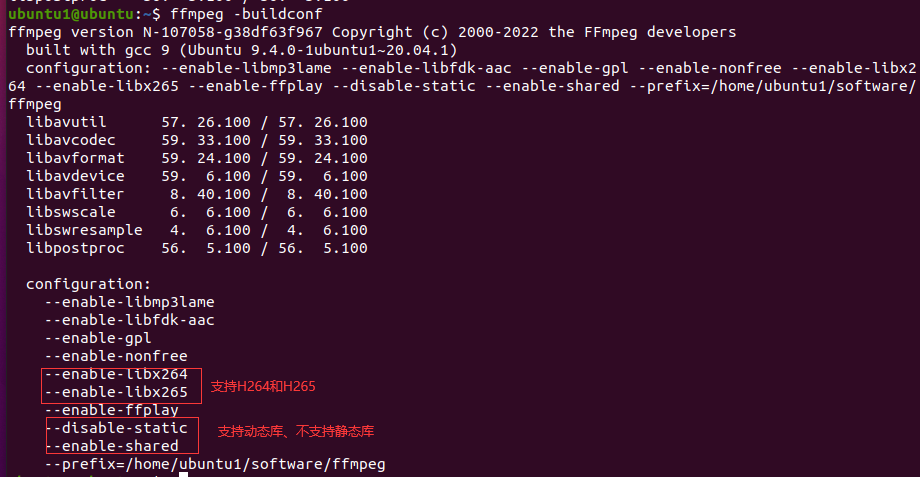 ubuntu1@ubuntu:~$ ffmpeg -buildconf
ffmpeg version N-107058-g38df63f967 Copyright (c) 2000-2022 the FFmpeg developers
  built with gcc 9 (Ubuntu 9.4.0-1ubuntu1~20.04.1)
  configuration: --enable-libmp3lame --enable-libfdk-aac --enable-gpl --enable-nonfree --enable-libx2
64 --enable-libx265 --enable-ffplay --disable-static --enable-shared --prefix=/home/ubuntu1/software/
ffmpeg
  libavutil      57. 26.100 / 57. 26.100
  libavcodec     59. 33.100 / 59. 33.100
  libavformat    59. 24.100 / 59. 24.100
  libavdevice    59.  6.100 / 59.  6.100
  libavfilter     8. 40.100 /  8. 40.100
  libswscale      6.  6.100 /  6.  6.100
  libswresample   4.  6.100 /  4.  6.100
  libpostproc    56.  5.100 / 56.  5.100
  configuration:
    --enable-libmp3lame
    --enable-libfdk-aac
    --enable-gpl
    --enable-nonfree
    --enable-libx264
支持H264和H265
    --enable-libx265
    --enable-ffplay
    --disable-static
支持动态库、不支持静态库
    --enable-shared
    --prefix=/home/ubuntu1/software/ffmpeg